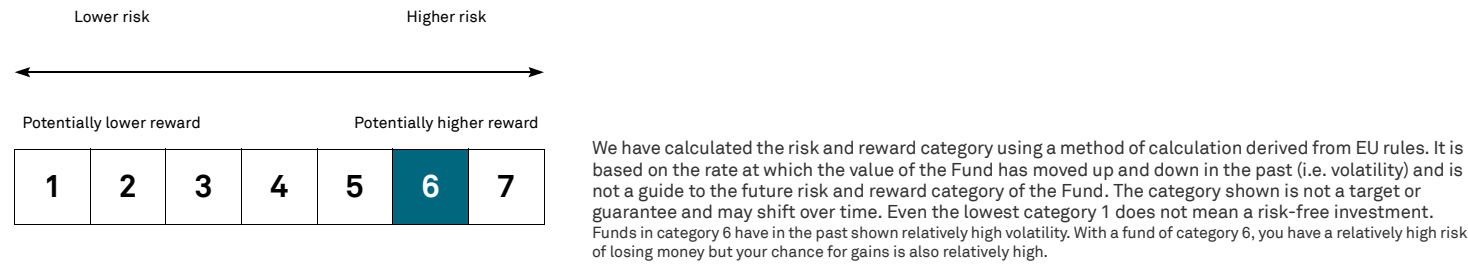 Lower risk Higher risk
Potentially lower reward Potentially higher reward
1 2 3 4 5 6 7
We have calculated the risk and reward category using a method of calculation derived from EU rules. It is
based on the rate at which the value of the Fund has moved up and down in the past (i.e. volatility) and is
not a guide to the future risk and reward category of the Fund. The category shown is not a target or
guarantee and may shift over time. Even the lowest category 1 does not mean a risk-free investment.
Funds in category 6 have in the past shown relatively high volatility. With a fund of category 6, you have a relatively high risk
of losing money but your chance for gains is also relatively high.